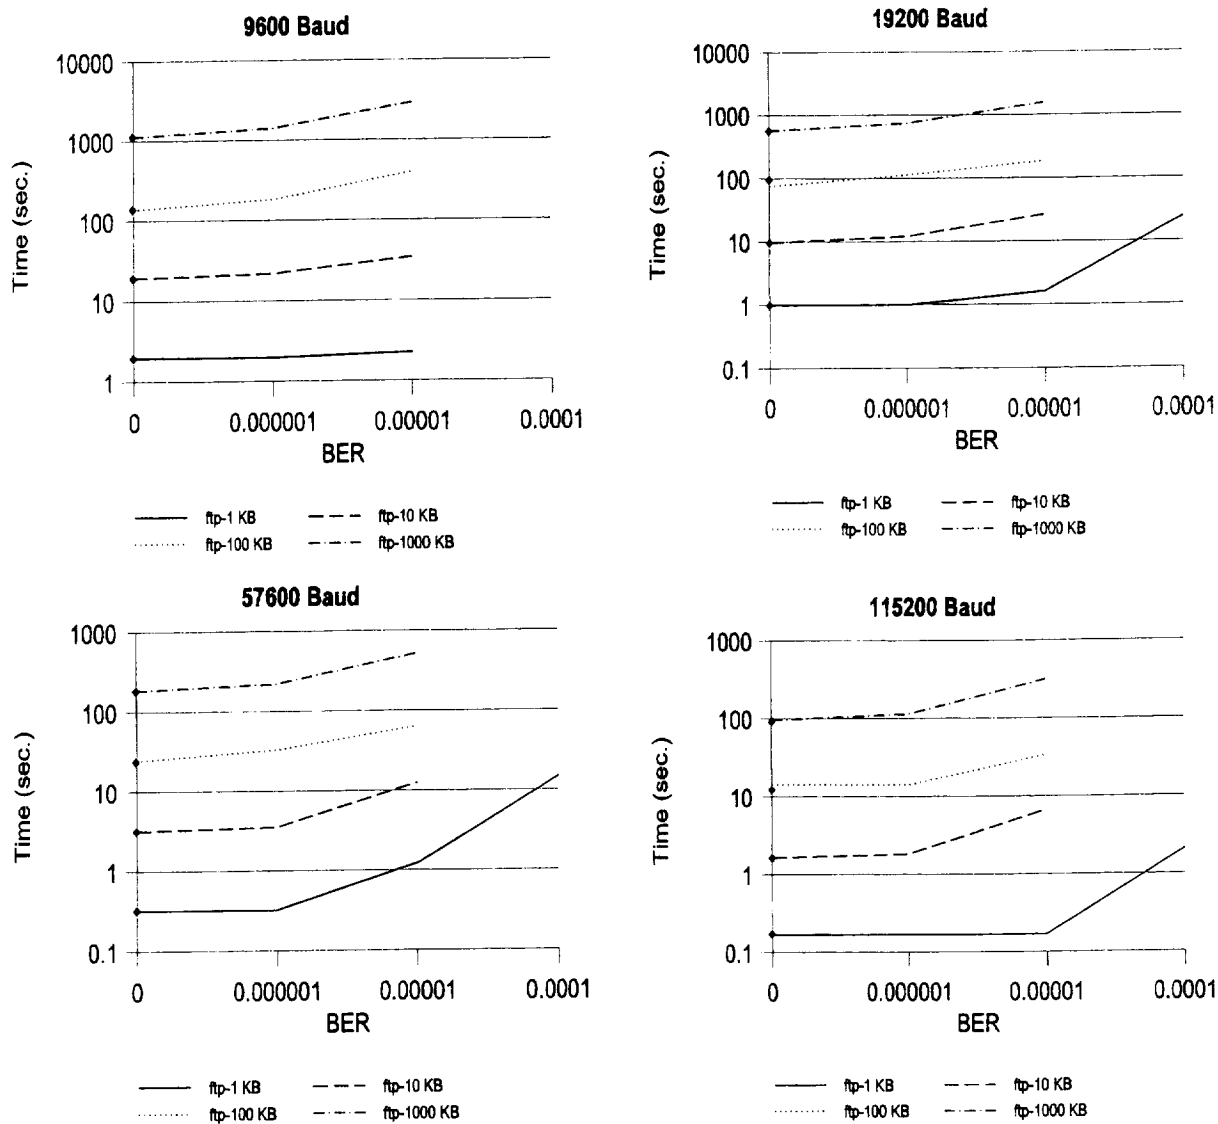 9600 Baud
10000
1000
100
10
1
Time (sec.)
0 0.000001 0.00001 0.0001
BER
ftp-1 KB ftp-10 KB
ftp-100 KB ftp-1000 KB
19200 Baud
10000
1000
100
10
1
0.1
Time (sec.)
0 0.000001 0.00001 0.0001
BER
ftp-1 KB ftp-10 KB
ftp-100 KB ftp-1000 KB
57600 Baud
1000
100
10
1
0.1
Time (sec.)
0 0.000001 0.00001 0.0001
BER
ftp-1 KB ftp-10 KB
ftp-100 KB ftp-1000 KB
115200 Baud
1000
100
10
1
0.1
Time (sec.)
0 0.000001 0.00001 0.0001
BER
ftp-1 KB ftp-10 KB
ftp-100 KB ftp-1000 KB